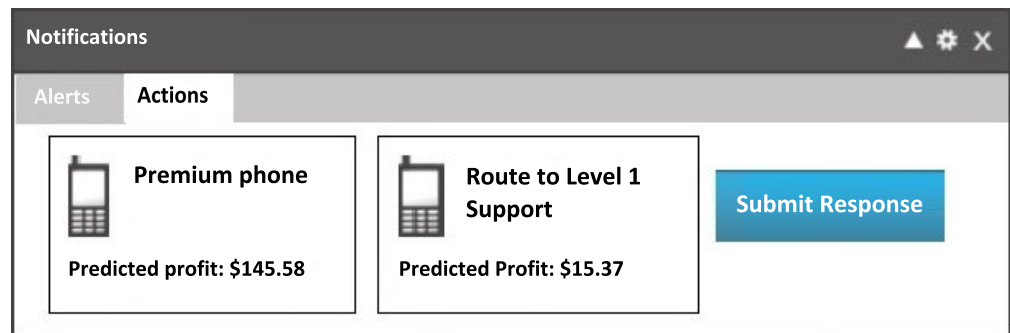 Notifications
X
Alerts
Actions
Premium phone
Predicted profit: $145.58
Route to Level 1
Support
Predicted Profit: $15.37
Submit Response